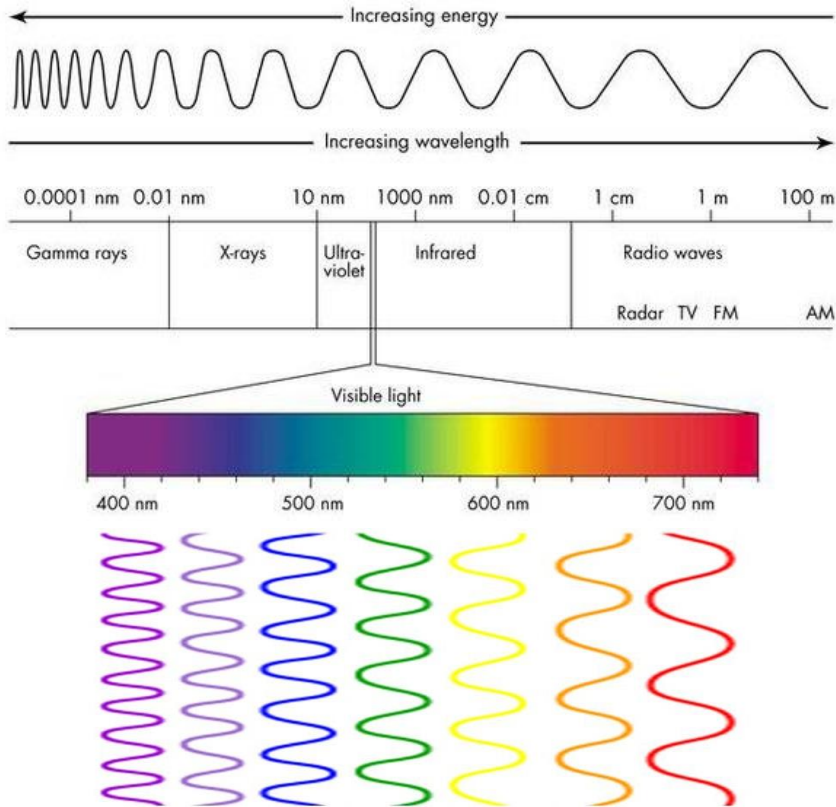 Increasing energy
Increasing wavelength
0.0001 nm 0.01 nm 10 nm 1000 nm 0.01 cm 1 cm 1 m 100 m
Gamma rays X-rays Ultra- Infrared Radio waves
violet
Radar TV FM AM
Visible light
400 nm 500 nm 600 nm 700 nm